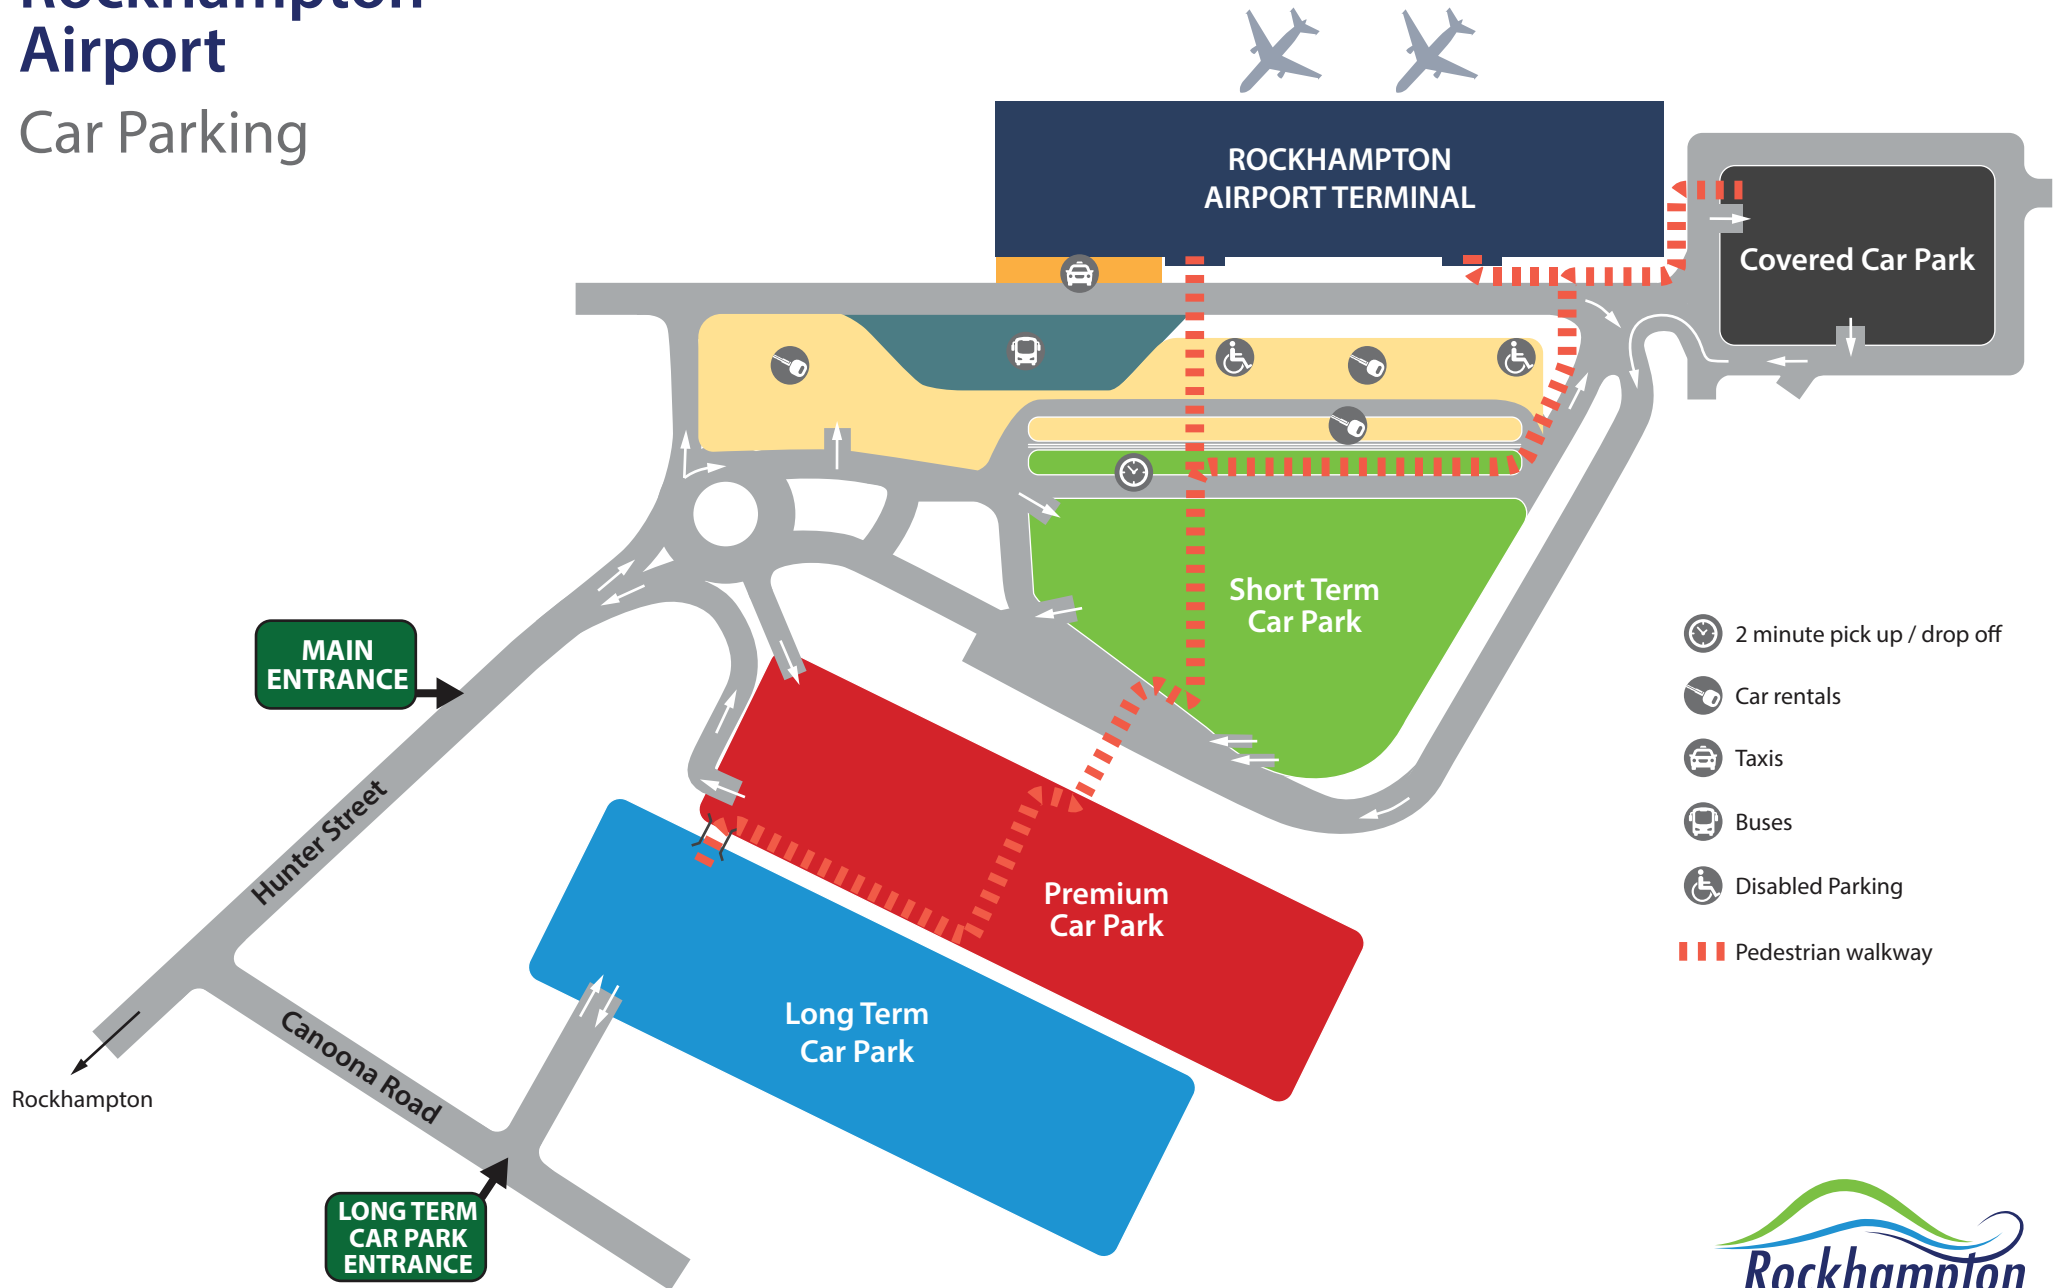 Rockhampton
Airport
Car Parking
ROCKHAMPTON
AIRPORT TERMINAL
Covered Car Park
Short Term
Car Park
MAIN
ENTRANCE
Hunter Street
Premium
Car Park
Long Term
Car Park
Canoona Road
Rockhampton
LONG TERM
CAR PARK
ENTRANCE
2 minute pick up / drop off
Car rentals
Taxis
Buses
Disabled Parking
Pedestrian walkway
Rockhampton